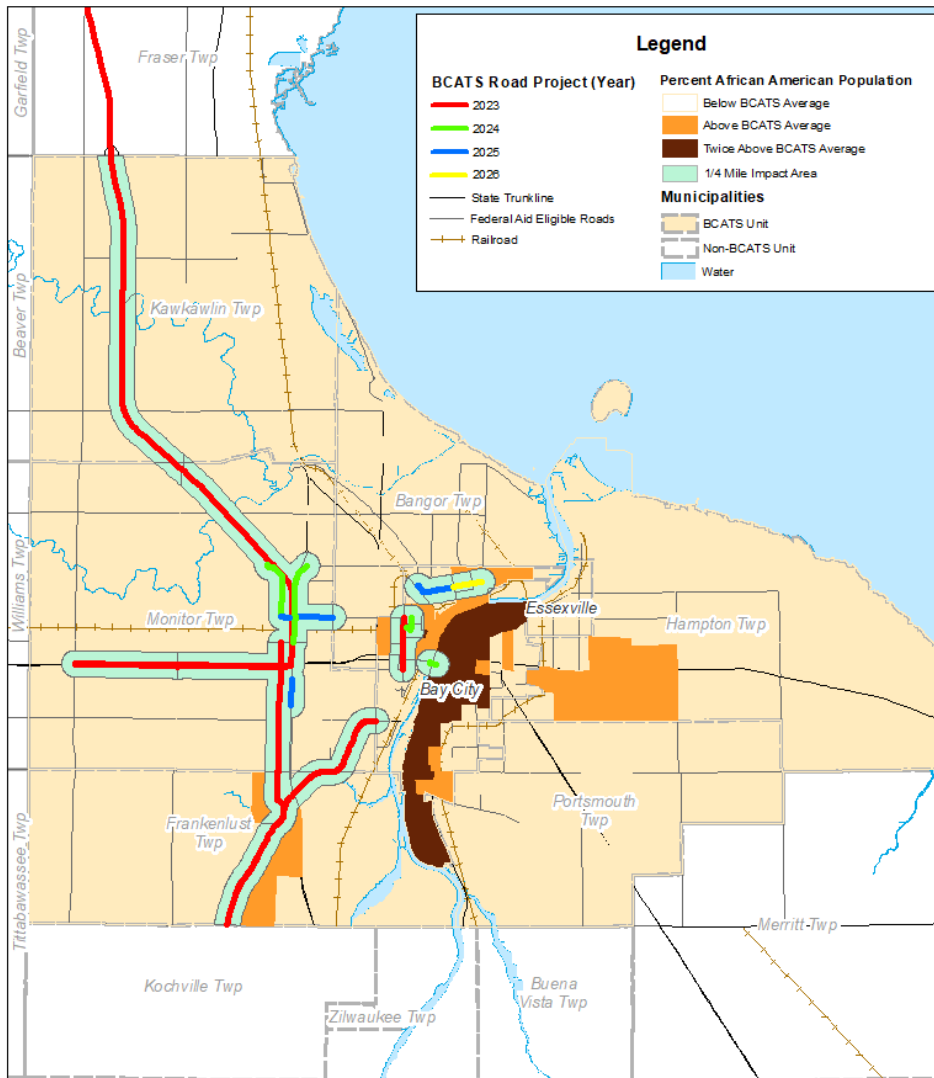 Garfield Twp
Fraser Twp
Legend
BCATS Road Project (Year)
2023
2024
2025
2026
State Trunkline
Federal Aid Eligible Roads
Railroad
Percent African American Population
Below BCATS Average
Above BCATS Average
Twice Above BCATS Average
1/4 Mile Impact Area
Municipalities
BCATS Unit
Non-BCATS Unit
Water
Beaver Twp
Kawkawlin Twp
Bangor Twp
Williams Twp
Monitor Twp
Essexville
Hampton Twp
Bay City
Frankenlust
Twp
Portsmouth
Twp
Tittabawassee Twp
Merritt Twp
Kochville Twp
Buena
Vista Twp
Zilwaukee Twp